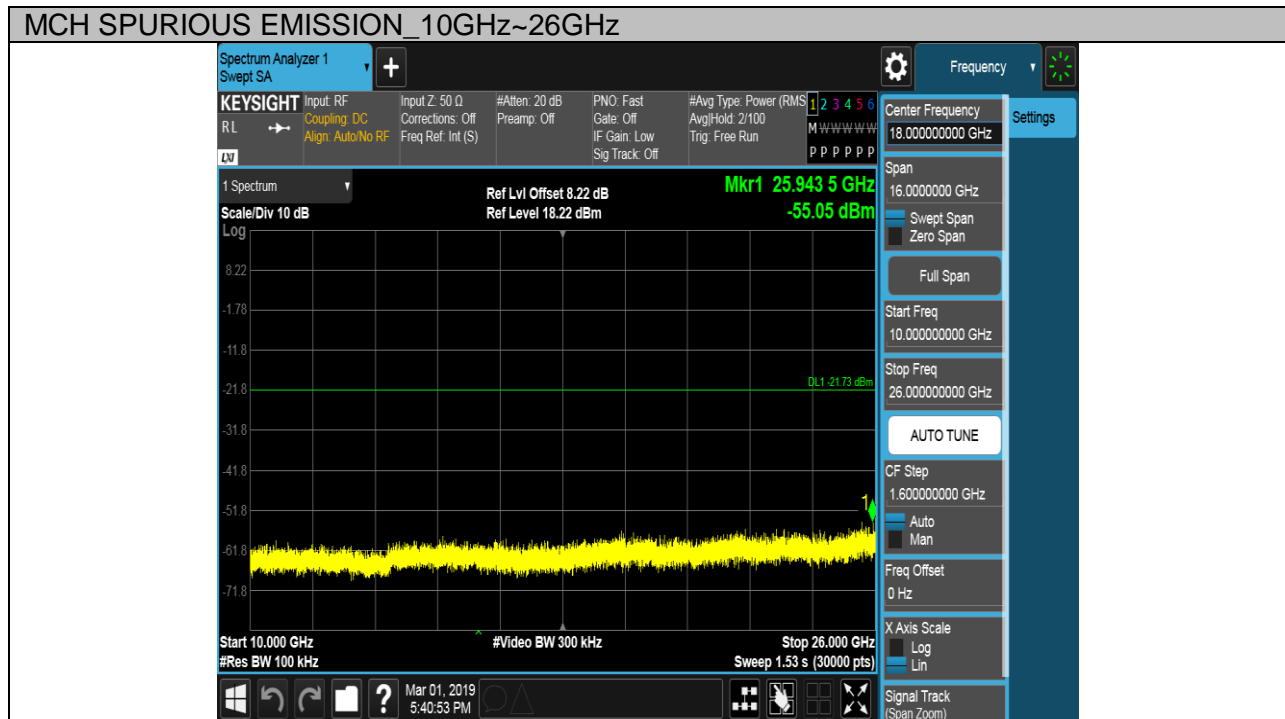 MCH SPURIOUS EMISSION_10GHz~26GHz
Spectrum Analyzer 1
Swept SA
+
Frequency
KEYSIGHT
RL
LXI
Input: RF
Coupling: DC
Align: Auto/No RF
Input Z: 50 Ω
Corrections: Off
Freq Ref: Int (S)
#Atten: 20 dB
Preamp: Off
PNO: Fast
Gate: Off
IF Gain: Low
Sig Track: Off
#Avg Type: Power (RMS
Avg|Hold: 2/100
Trig: Free Run
1 2 3 4 5 6
M W W W W W
P P P P P P
1 Spectrum
Scale/Div 10 dB
Ref Lvl Offset 8.22 dB
Ref Level 18.22 dBm
Mkr1 25.943 5 GHz
-55.05 dBm
Log
8.22
-1.78
-11.8
-21.8
-31.8
-41.8
-51.8
-61.8
-71.8
DL1 -21.73 dBm
1
Start 10.000 GHz
#Res BW 100 kHz
#Video BW 300 kHz
Stop 26.000 GHz
Sweep 1.53 s (30000 pts)
Center Frequency
18.000000000 GHz
Settings
Span
16.0000000 GHz
Swept Span
Zero Span
Full Span
Start Freq
10.000000000 GHz
Stop Freq
26.000000000 GHz
AUTO TUNE
CF Step
1.600000000 GHz
Auto
Man
Freq Offset
0 Hz
X Axis Scale
Log
Lin
Signal Track
(Span Zoom)
?
Mar 01, 2019
5:40:53 PM